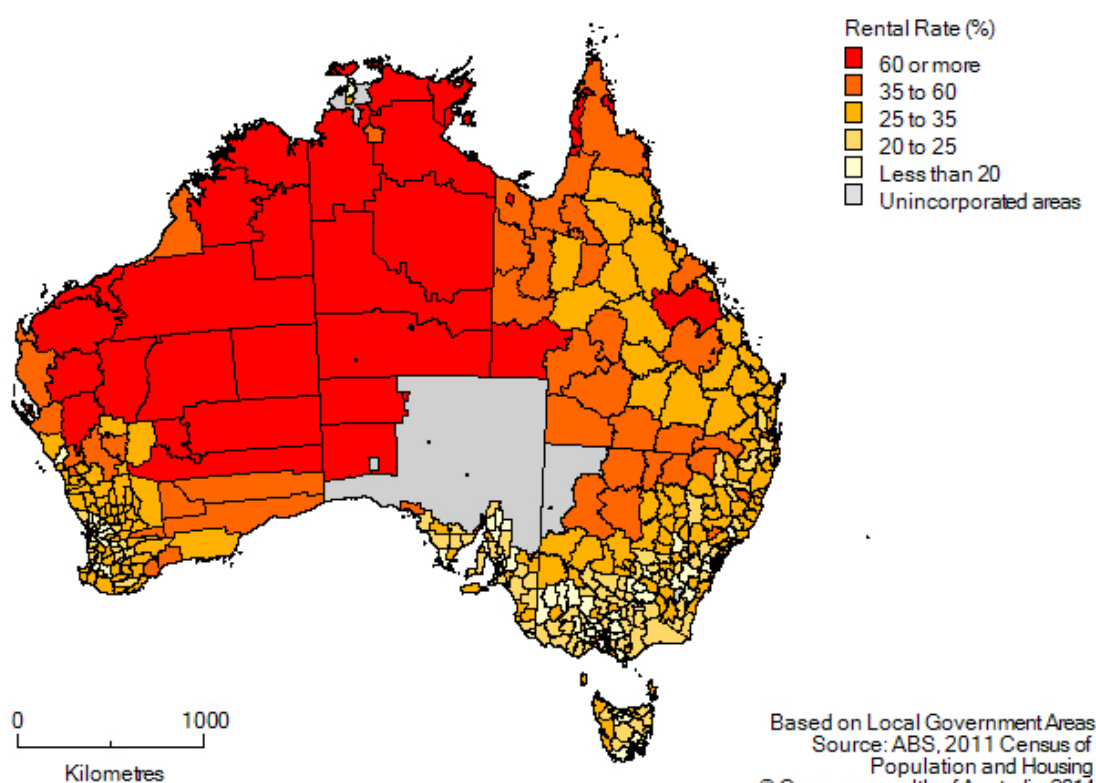 Rental Rate (%)
60 or more
35 to 60
25 to 35
20 to 25
Less than 20
Unincorporated areas
0 1000
Kilometres
Based on Local Government Areas
Source: ABS, 2011 Census of
Population and Housing